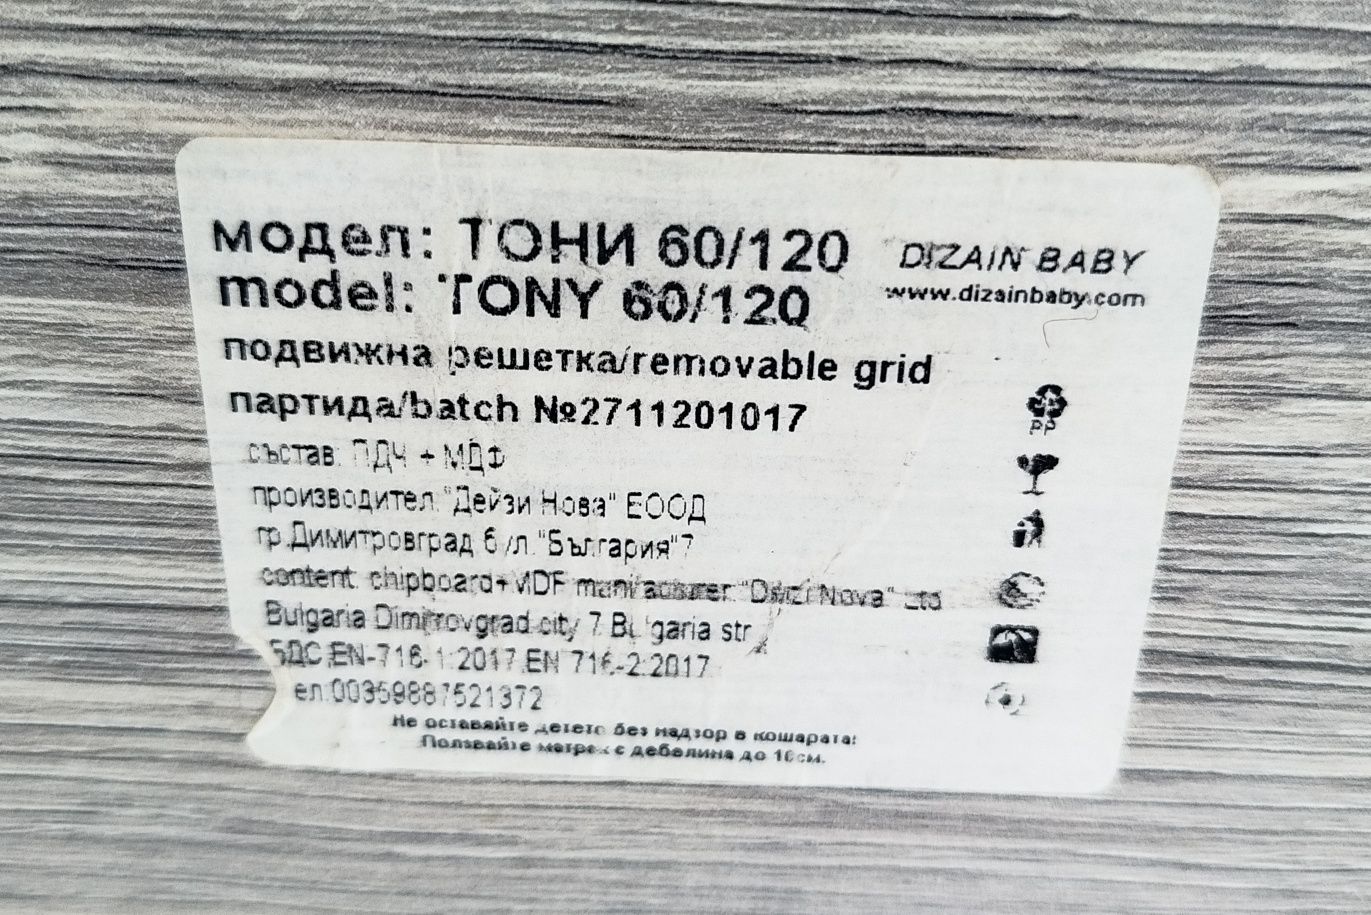 модел: ТОНИ 60/120
DIZAIN BABY
model: TONY 60/120
www.dizainbaby.com
подвижна решетка/removable grid
партида/batch №2711201017
PP
състав: ПДЧ + МДФ
производител:"Дейзи Нова" ЕООД
гр.Димитровград б "България"7
content: chipboard+MDF manifacturer:"Deizi Nova" Ltd
Bulgaria Dimitrovgrad city 7 Bulgaria str
БДС EN-716-1:2017,EN 716-2:2017
ел:00359887521372
Не оставяйте детето без надзор в кошарата!
Ползвайте матрак с дебелина до 10см.